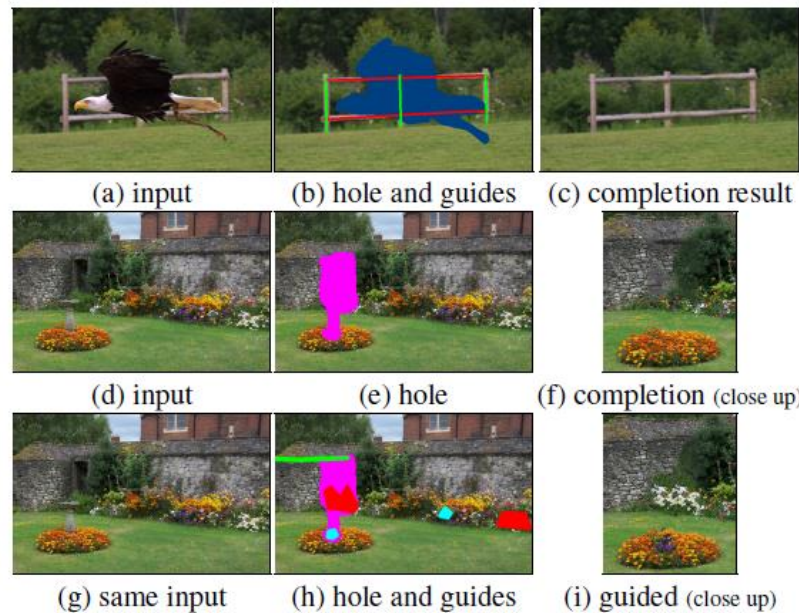 (a) input (b) hole and guides (c) completion result
(d) input (e) hole (f) completion (close up)
(g) same input (h) hole and guides (i) guided (close up)